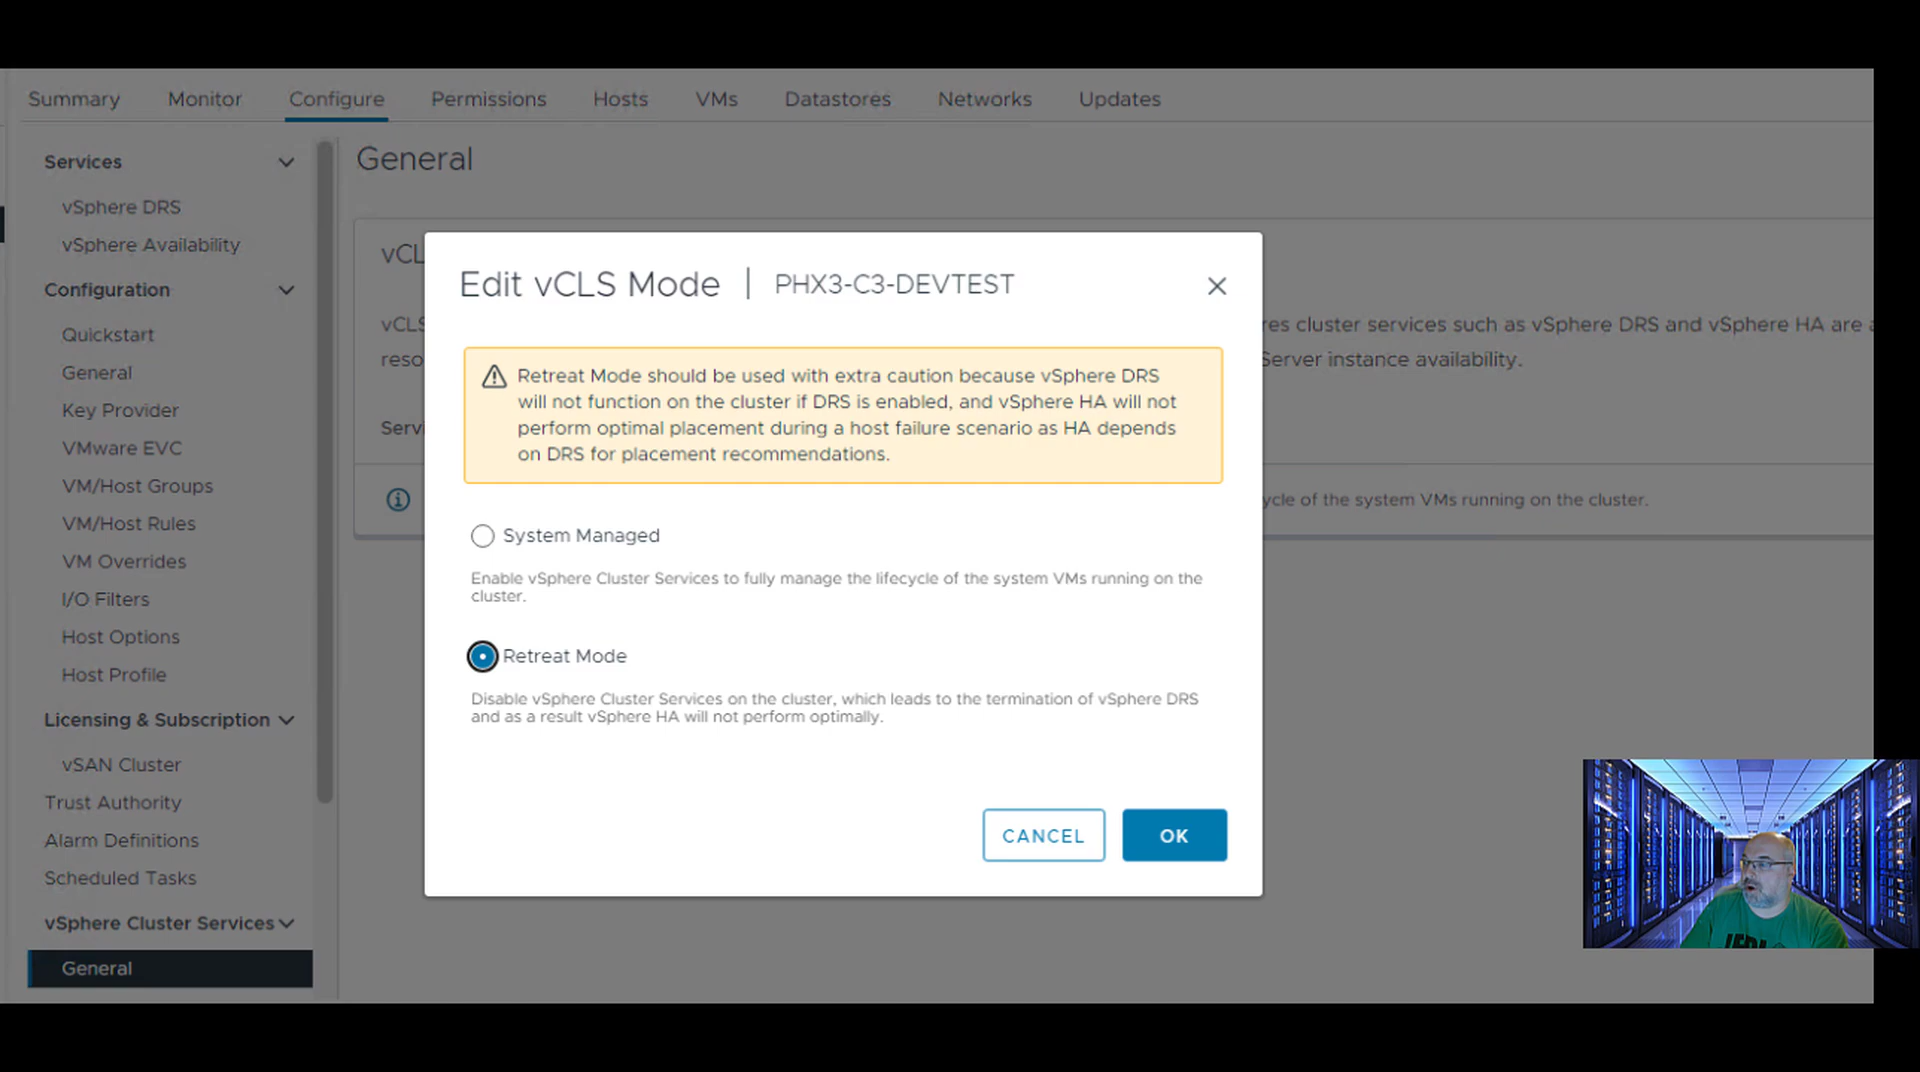 Summary Monitor Configure Permissions Hosts VMs Datastores Networks Updates
Services
vSphere DRS
vSphere Availability
Configuration
Quickstart
General
Key Provider
VMware EVC
VM/Host Groups
VM/Host Rules
VM Overrides
I/O Filters
Host Options
Host Profile
Licensing & Subscription
vSAN Cluster
Trust Authority
Alarm Definitions
Scheduled Tasks
vSphere Cluster Services
General
General
vCL
vCLS
res cluster services such as vSphere DRS and vSphere HA are a
reso
Server instance availability.
Servi
ycle of the system VMs running on the cluster.
Edit vCLS Mode | PHX3-C3-DEVTEST
Retreat Mode should be used with extra caution because vSphere DRS
will not function on the cluster if DRS is enabled, and vSphere HA will not
perform optimal placement during a host failure scenario as HA depends
on DRS for placement recommendations.
System Managed
Enable vSphere Cluster Services to fully manage the lifecycle of the system VMs running on the
cluster.
Retreat Mode
Disable vSphere Cluster Services on the cluster, which leads to the termination of vSphere DRS
and as a result vSphere HA will not perform optimally.
CANCEL OK